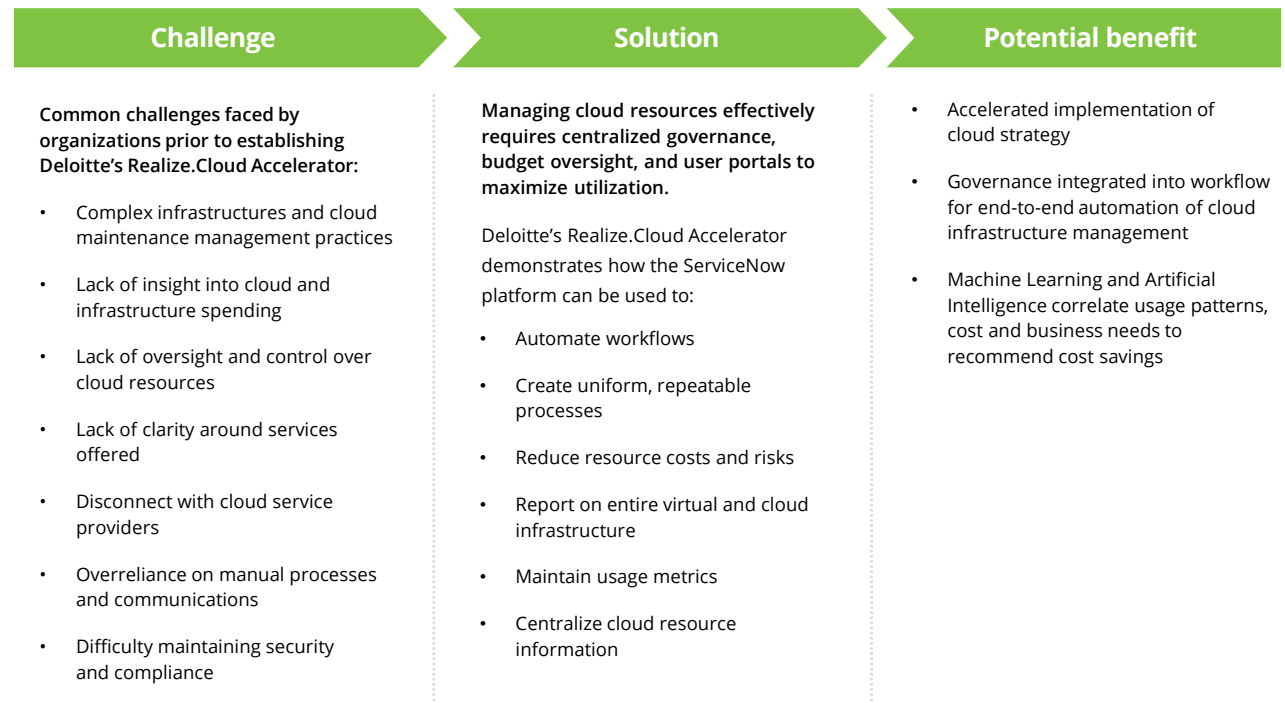 Challenge
Solution
Potential benefit
Common challenges faced by
organizations prior to establishing
Deloitte’s Realize.Cloud Accelerator:
• Complex infrastructures and cloud
maintenance management practices
• Lack of insight into cloud and
infrastructure spending
• Lack of oversight and control over
cloud resources
• Lack of clarity around services
offered
• Disconnect with cloud service
providers
• Overreliance on manual processes
and communications
• Difficulty maintaining security
and compliance
Managing cloud resources effectively
requires centralized governance,
budget oversight, and user portals to
maximize utilization.
Deloitte’s Realize.Cloud Accelerator
demonstrates how the ServiceNow
platform can be used to:
• Automate workflows
• Create uniform, repeatable
processes
• Reduce resource costs and risks
• Report on entire virtual and cloud
infrastructure
• Maintain usage metrics
• Centralize cloud resource
information
• Accelerated implementation of
cloud strategy
• Governance integrated into workflow
for end-to-end automation of cloud
infrastructure management
• Machine Learning and Artificial
Intelligence correlate usage patterns,
cost and business needs to
recommend cost savings